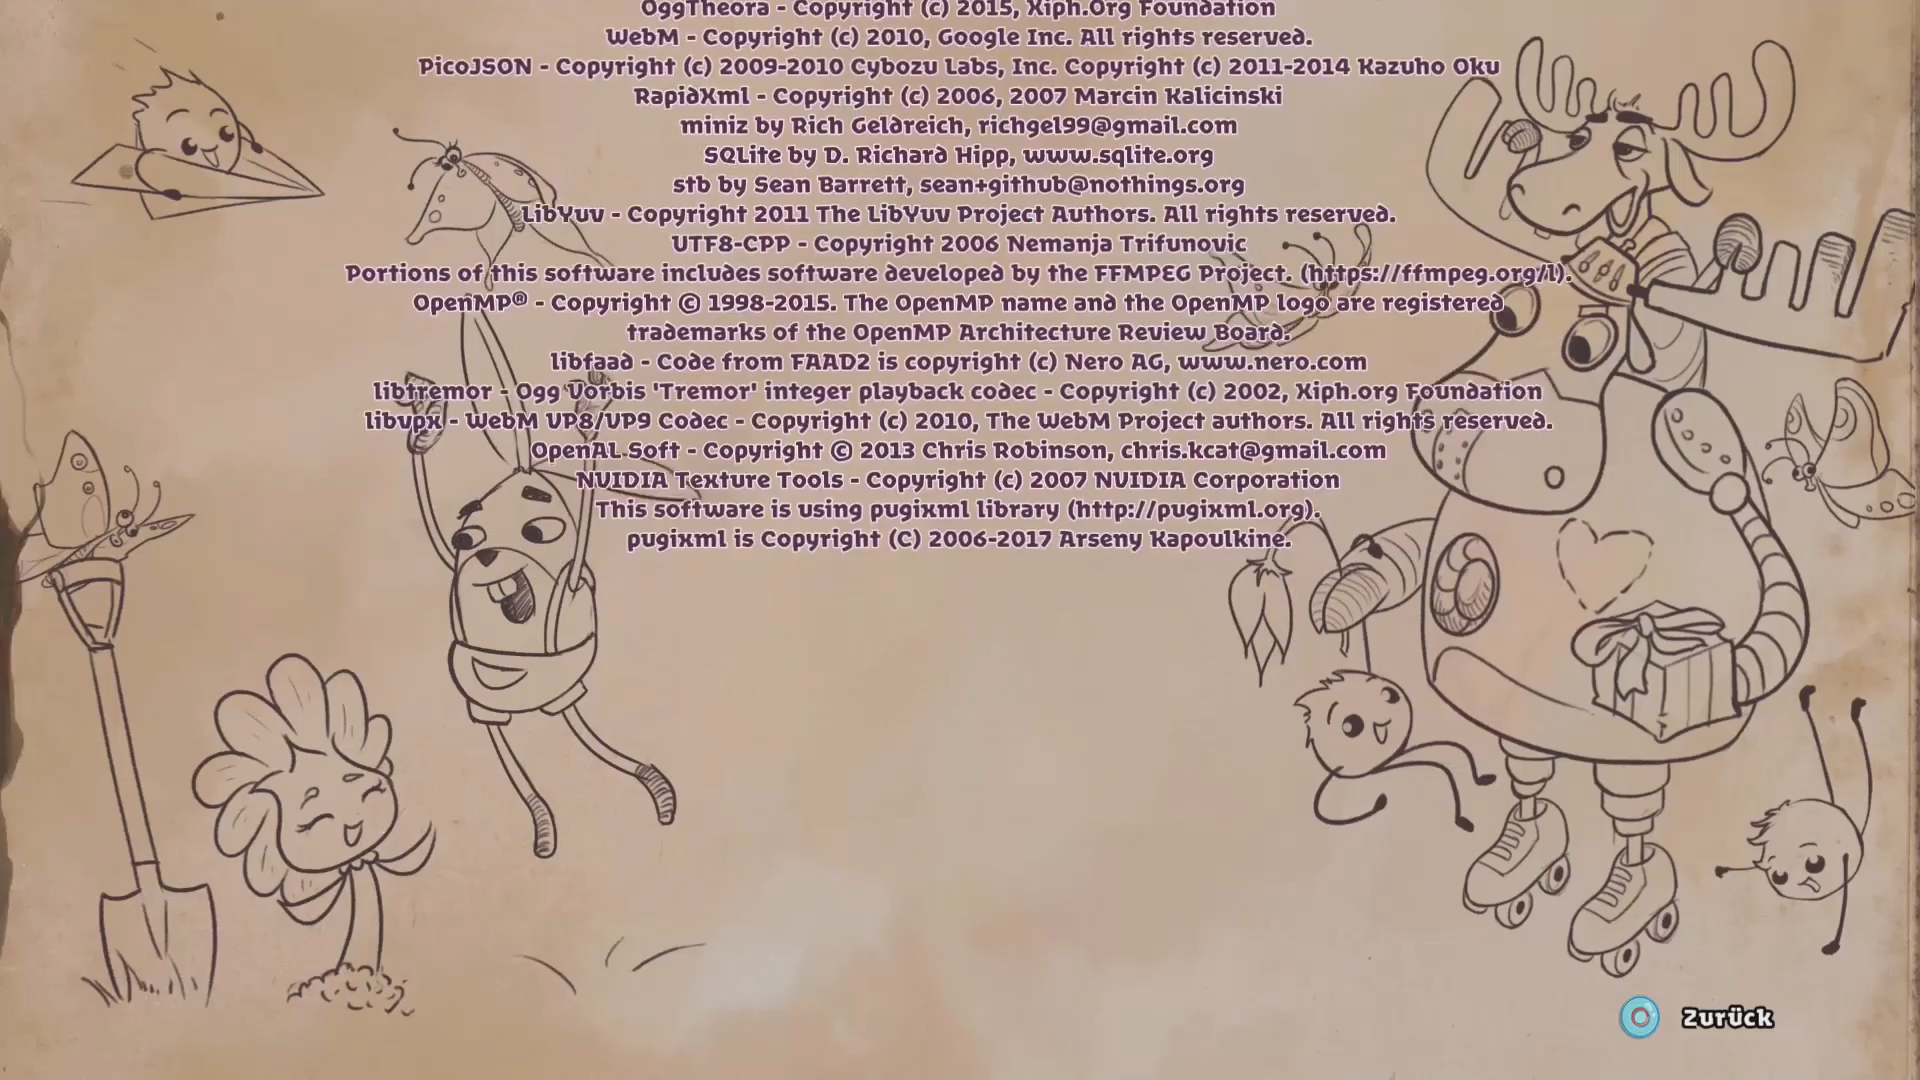 OggTheora - Copyright (c) 2015, Xiph.Org Foundation
WebM - Copyright (c) 2010, Google Inc. All rights reserved.
PicoJSON - Copyright (c) 2009-2010 Cybozu Labs, Inc. Copyright (c) 2011-2014 Kazuho Oku
RapidXml - Copyright (c) 2006, 2007 Marcin Kalicinski
miniz by Rich Geldreich, richgel99@gmail.com
SQLite by D. Richard Hipp, www.sqlite.org
stb by Sean Barrett, sean+github@nothings.org
LibYuv - Copyright 2011 The LibYuv Project Authors. All rights reserved.
UTF8-CPP - Copyright 2006 Nemanja Trifunovic
Portions of this software includes software developed by the FFMPEG Project. (https://ffmpeg.org/l).
OpenMP® - Copyright © 1998-2015. The OpenMP name and the OpenMP logo are registered
trademarks of the OpenMP Architecture Review Board.
libfaad - Code from FAAD2 is copyright (c) Nero AG, www.nero.com
libtremor - Ogg Vorbis 'Tremor' integer playback codec - Copyright (c) 2002, Xiph.org Foundation
libvpx - WebM VP8/VP9 Codec - Copyright (c) 2010, The WebM Project authors. All rights reserved.
OpenAL Soft - Copyright © 2013 Chris Robinson, chris.kcat@gmail.com
NVIDIA Texture Tools - Copyright (c) 2007 NVIDIA Corporation
This software is using pugixml library (http://pugixml.org).
pugixml is Copyright (C) 2006-2017 Arseny Kapoulkine.
Zurück